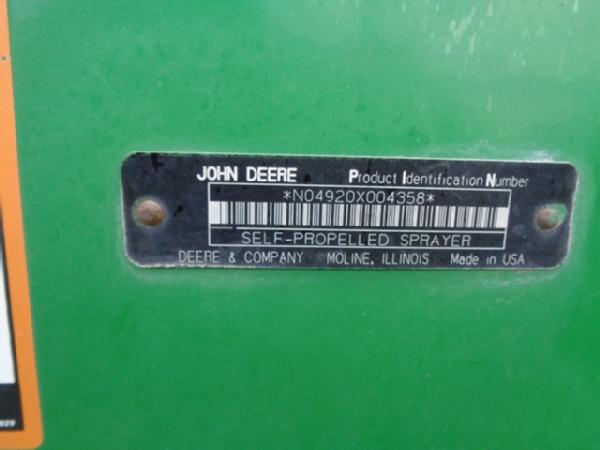 JOHN DEERE Product Identification Number
*N04920X004358*
SELF-PROPELLED SPRAYER
DEERE & COMPANY MOLINE, ILLINOIS Made in USA